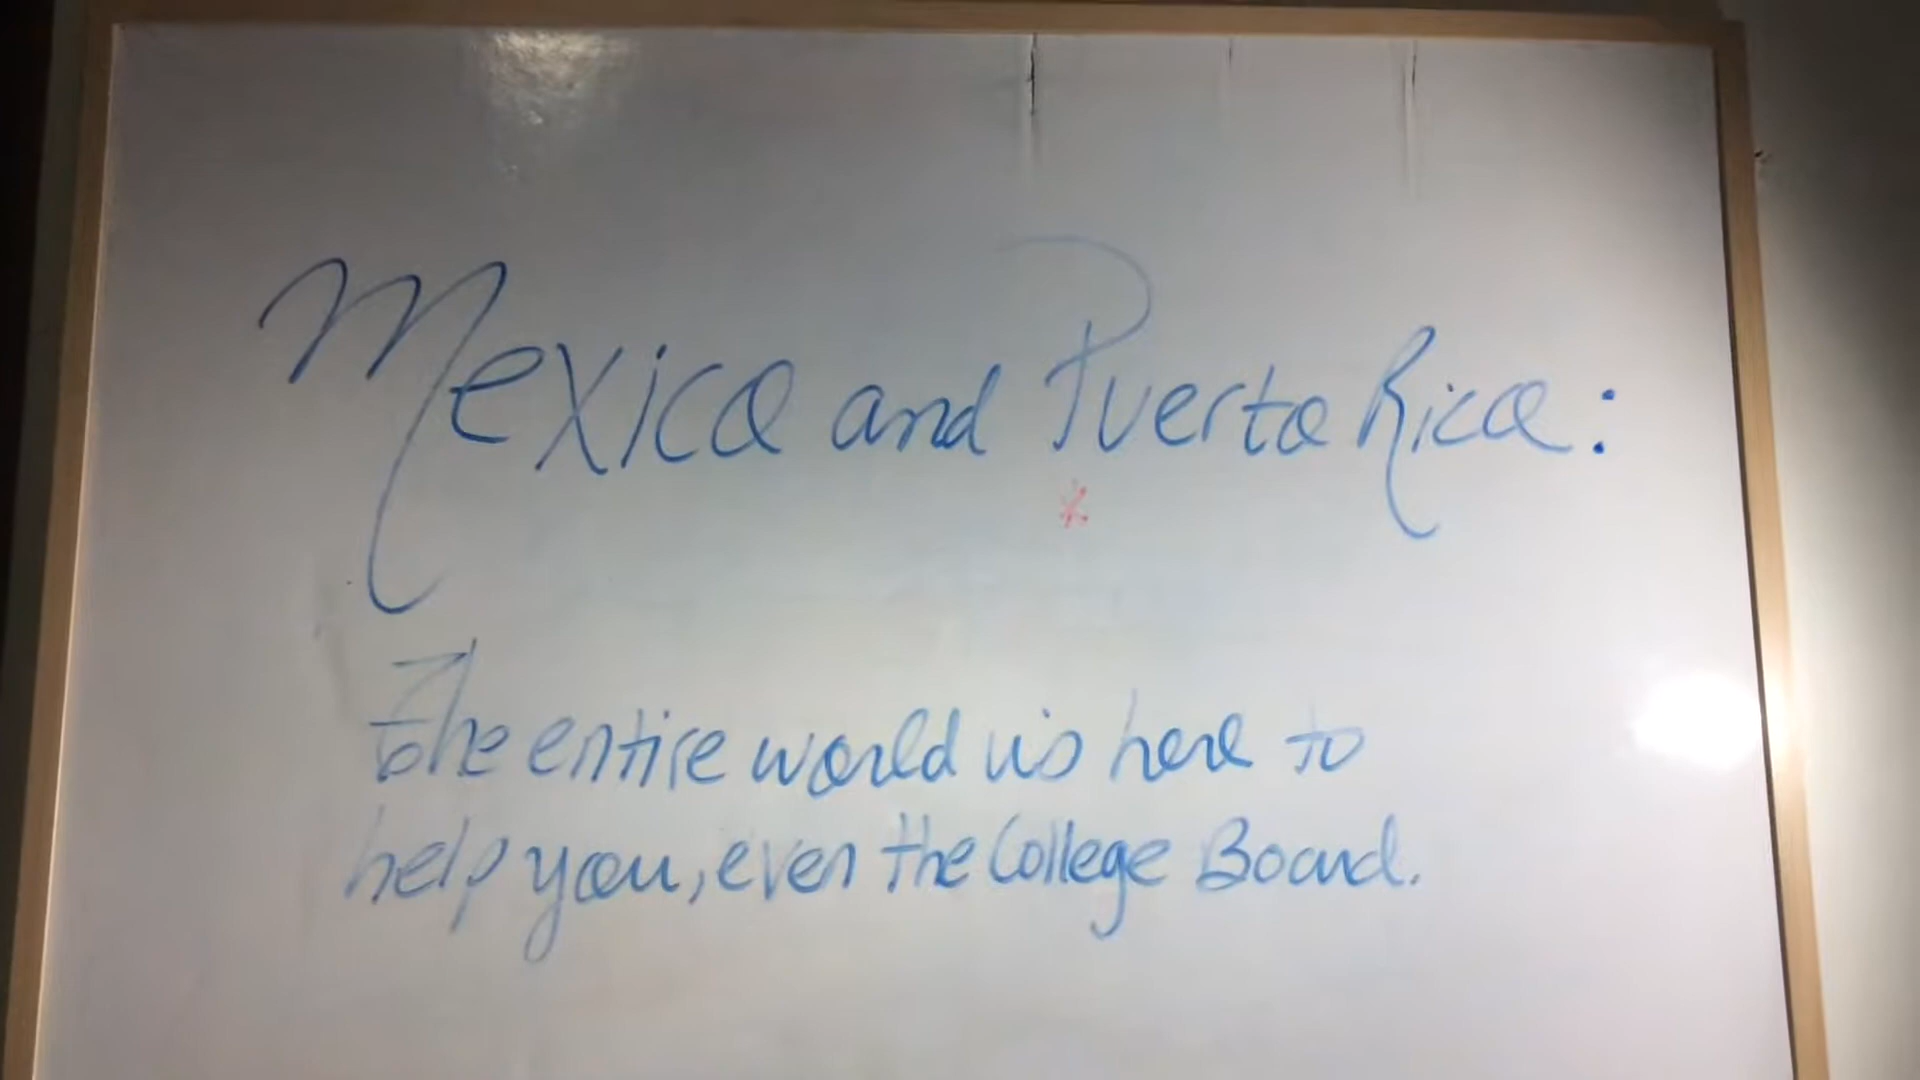 Mexico and Puerto Rico:
*
The entire world is here to
help you, even the College Board.